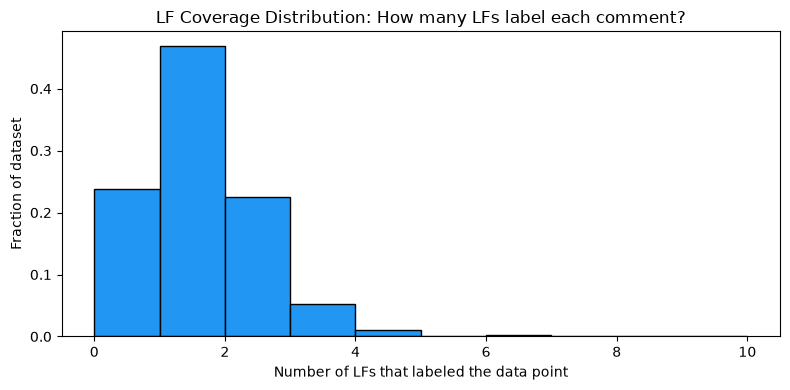 LF Coverage Distribution: How many LFs label each comment?
Fraction of dataset
0.4
0.3
0.2
0.1
0.0
0 2 4 6 8 10
Number of LFs that labeled the data point